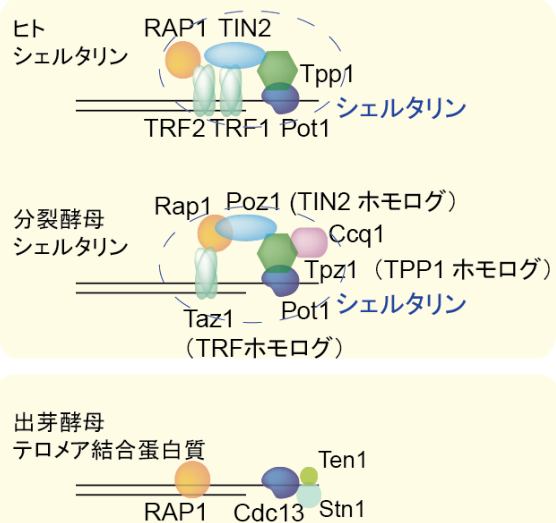 ヒト
シェルタリン
RAP1 TIN2
Tpp1
シェルタリン
TRF2 TRF1 Pot1
分裂酵母
シェルタリン
Rap1 Poz1 (TIN2 ホモログ)
Ccq1
Tpz1 (TPP1 ホモログ)
Pot1 シェルタリン
Taz1
(TRFホモログ)
出芽酵母
テロメア結合蛋白質
Ten1
RAP1 Cdc13 Stn1